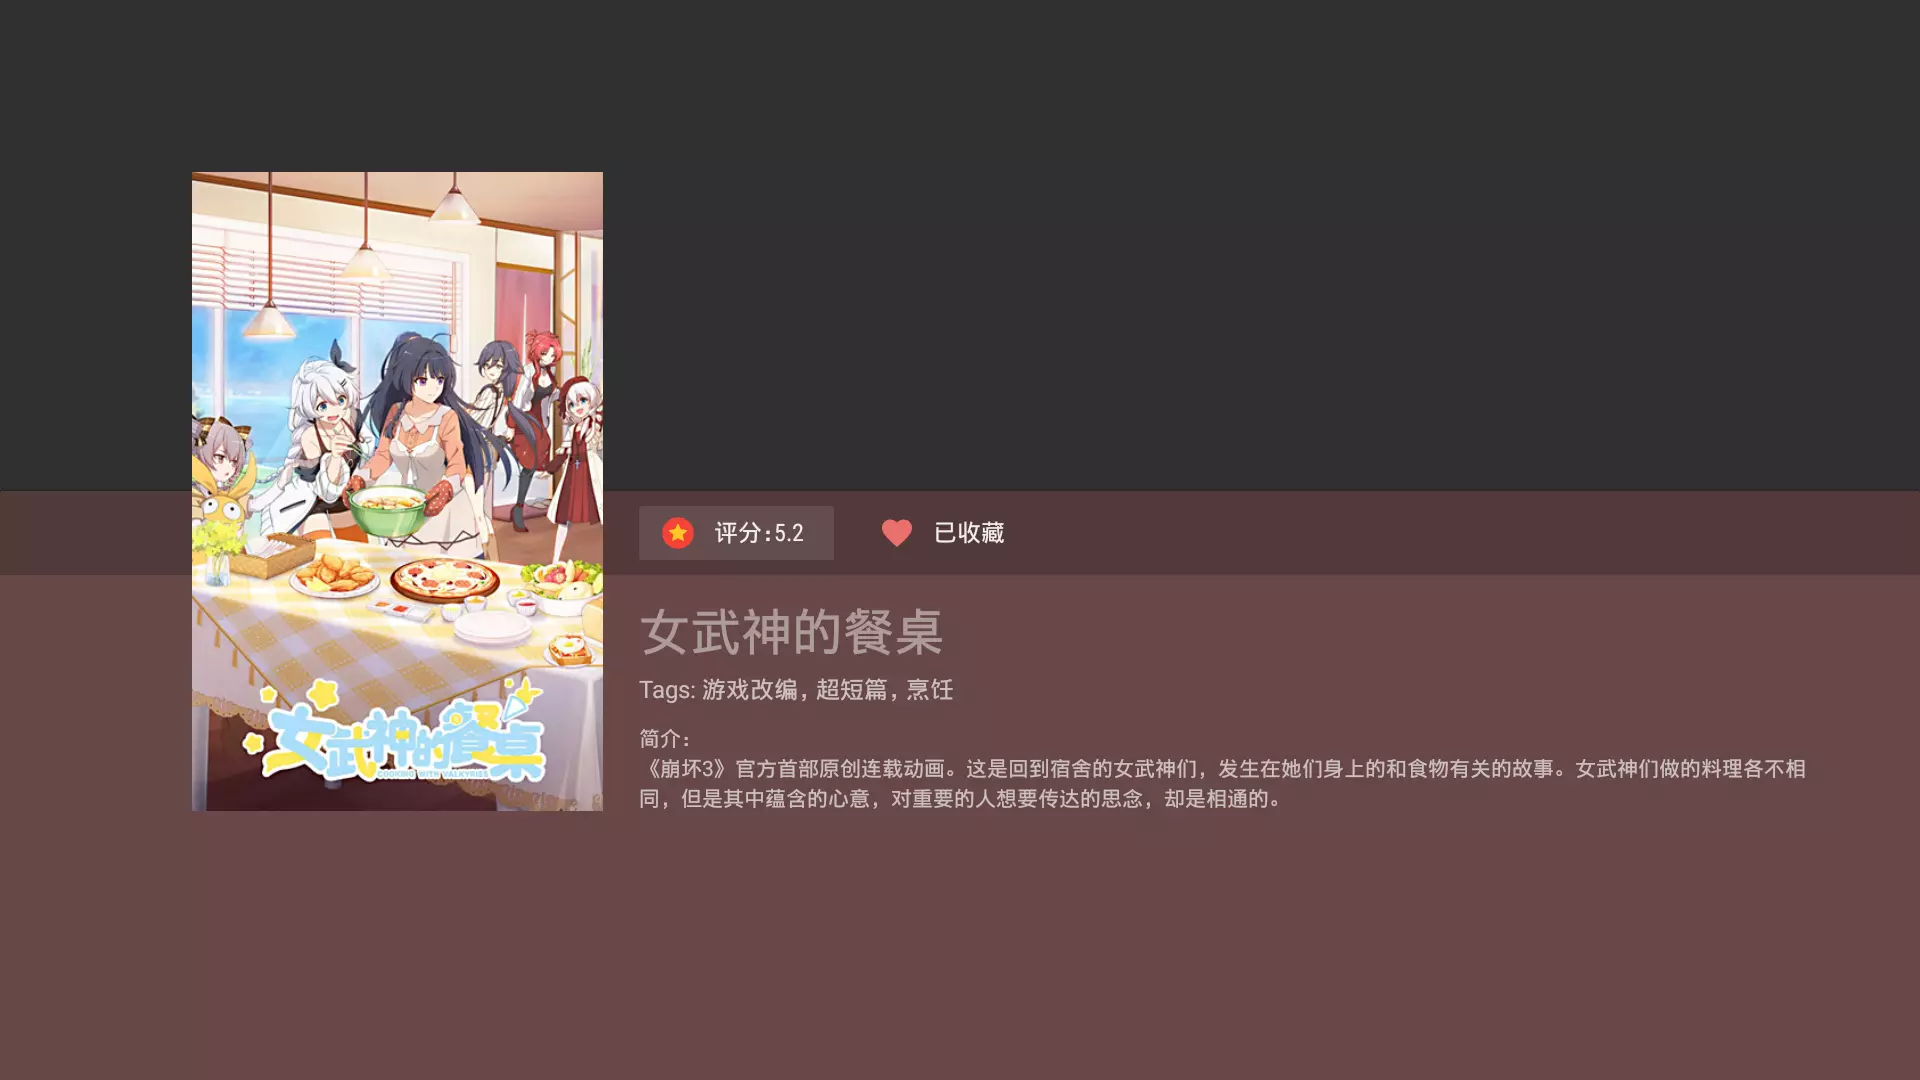 评分:5.2
已收藏
女武神的餐桌
Tags: 游戏改编, 超短篇, 烹饪
简介:
《崩坏3》官方首部原创连载动画。这是回到宿舍的女武神们，发生在她们身上的和食物有关的故事。女武神们做的料理各不相
同，但是其中蕴含的心意，对重要的人想要传达的思念，却是相通的。
女武神的餐桌
COOKING WITH VALKYRIES